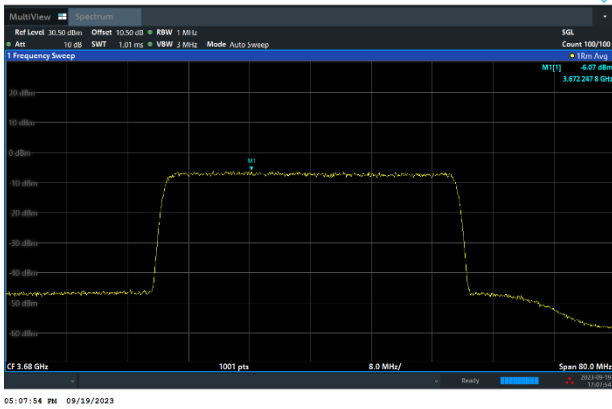 MultiView Spectrum
Ref Level 30.50 dBm Offset 10.50 dB RBW 1 MHz SGL
Att 10 dB SWT 1.01 ms VBW 3 MHz Mode Auto Sweep Count 100/100
1 Frequency Sweep 1Rm Avg
M1[1] -6.07 dBm
3.672 247 8 GHz
20 dBm
10 dBm
0 dBm
M1
-10 dBm
-20 dBm
-30 dBm
-40 dBm
-50 dBm
-60 dBm
CF 3.68 GHz 1001 pts 8.0 MHz/ Span 80.0 MHz
Ready 2023-09-19
17:07:54
05:07:54 PM 09/19/2023